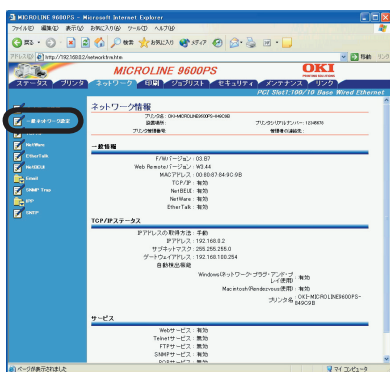 MICROLINE 9600PS - Microsoft Internet Explorer
ファイル(F) 編集(E) 表示(V) お気に入り(A) ツール(T) ヘルプ(H)
戻る 検索 お気に入り メディア
アドレス(D) http://192.168.0.2/networkfrm.htm 移動 リンク
MICROLINE 9600PS OKI
ステータス プリンタ ネットワーク 印刷 ジョブリスト セキュリティ メンテナンス リンク
PCI Slot1:100/10 Base Wired Ethernet
一般ネットワーク設定
NetWare
EtherTalk
NetBEUI
Email
SNMP Trap
IPP
SNTP
ネットワーク情報
プリンタ名: OKI-MICROLINE9600PS-849C9B
設置場所: プリンタシリアルナンバー: 12345678
プリンタ管理番号: 管理者の連絡先:
一般情報
F/Wバージョン: 03.67
Web Remoteバージョン: W3.44
MACアドレス: 00:80:87:84:9C:9B
TCP/IP: 有効
NetBEUI: 有効
NetWare: 有効
EtherTalk: 有効
TCP/IPステータス
IPアドレスの取得方法: 手動
IPアドレス: 192.168.0.2
サブネットマスク: 255.255.255.0
ゲートウェイアドレス: 192.168.100.254
自動検出機能
Windows(ネットワーク・プラグ・アンド・プレイ使用): 有効
Macintosh(Rendezvous使用): 有効
プリンタ名: OKI-MICROLINE9600PS-849C9B
サービス
Webサービス: 有効
Telnetサービス: 無効
FTPサービス: 無効
SNMPサービス: 有効
ページが表示されました マイ コンピュータ